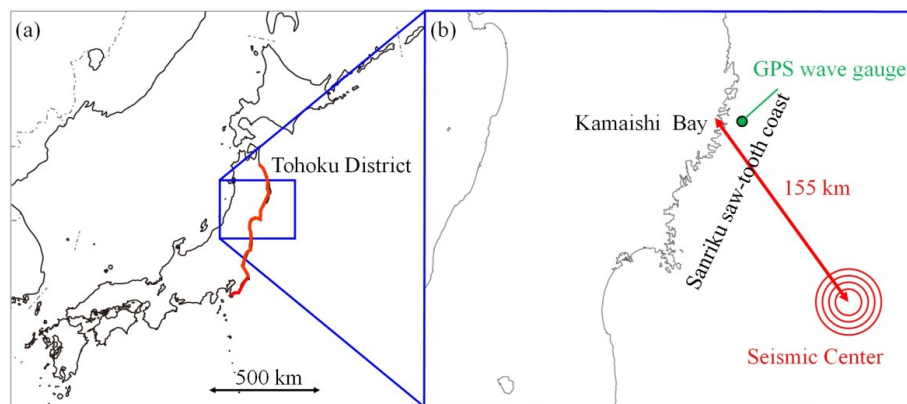 (a)
Tohoku District
500 km
(b)
GPS wave gauge
Kamaishi Bay
Sanriku saw-tooth coast
155 km
Seismic Center